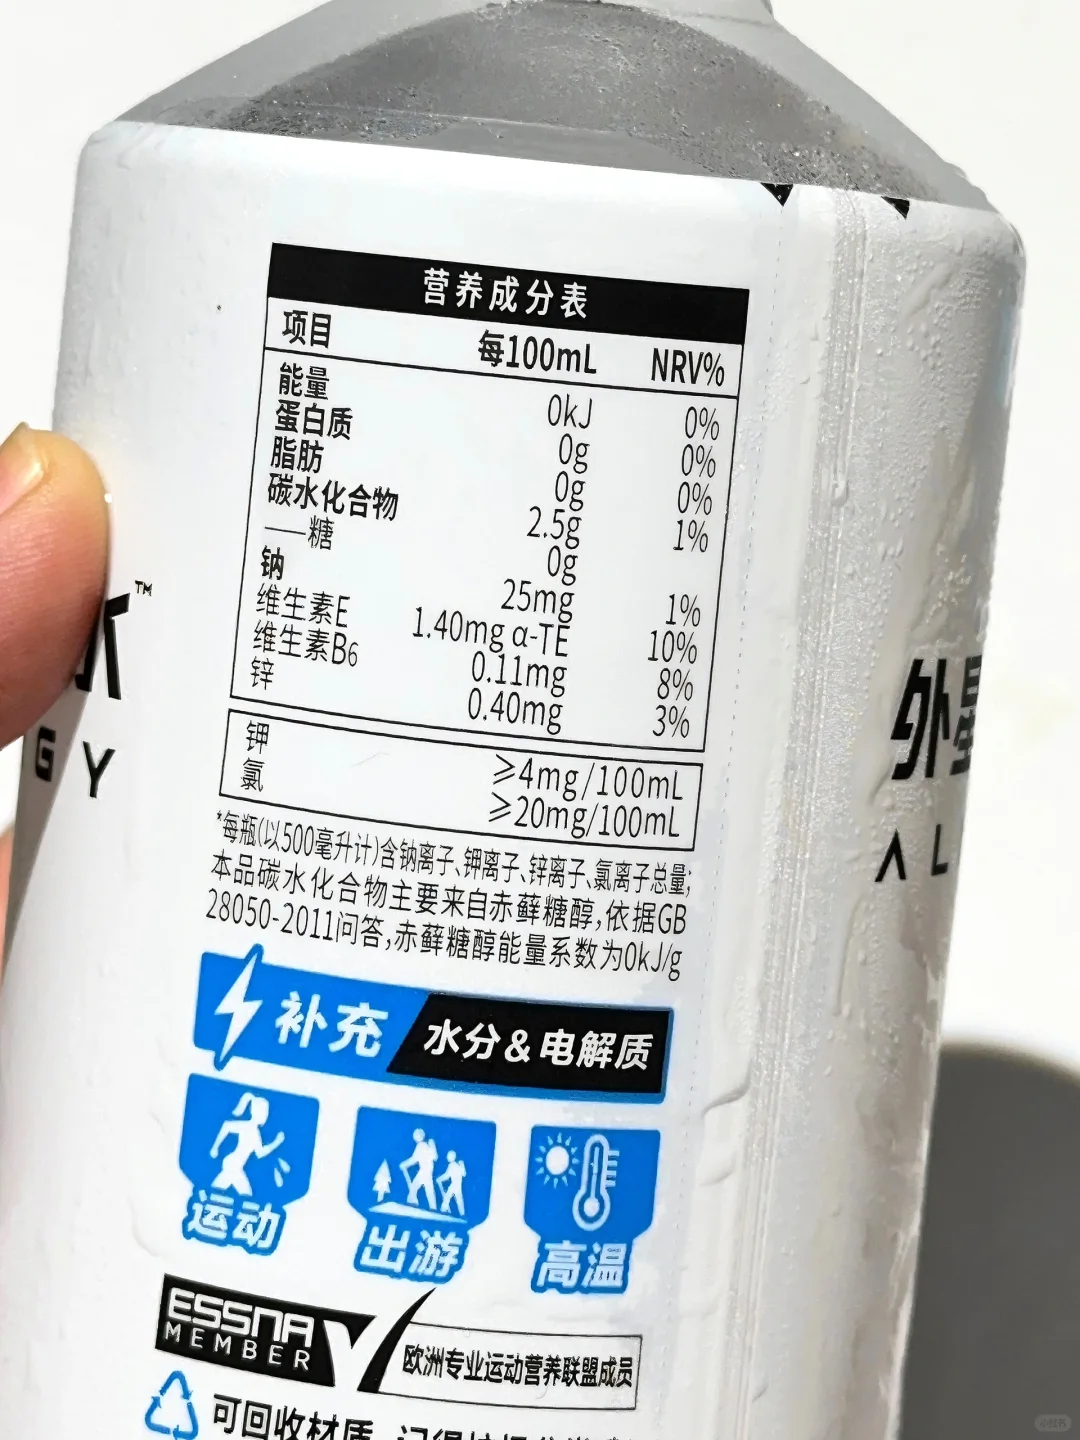 营养成分表
项目 每100mL NRV%
能量 0kJ 0%
蛋白质 0g 0%
脂肪 0g 0%
碳水化合物 2.5g 1%
——糖 0g
钠 25mg 1%
维生素E 1.40mg α-TE 10%
维生素B6 0.11mg 8%
锌 0.40mg 3%
钾 ≥4mg/100mL
氯 ≥20mg/100mL
*每瓶(以500毫升计)含钠离子、钾离子、锌离子、氯离子总量;
本品碳水化合物主要来自赤藓糖醇,依据GB
28050-2011问答,赤藓糖醇能量系数为0kJ/g
补充 水分&电解质
运动 出游 高温
ESSNA
MEMBER
欧洲专业运动营养联盟成员
可回收材质
TM
GY
外星
AL
小红书